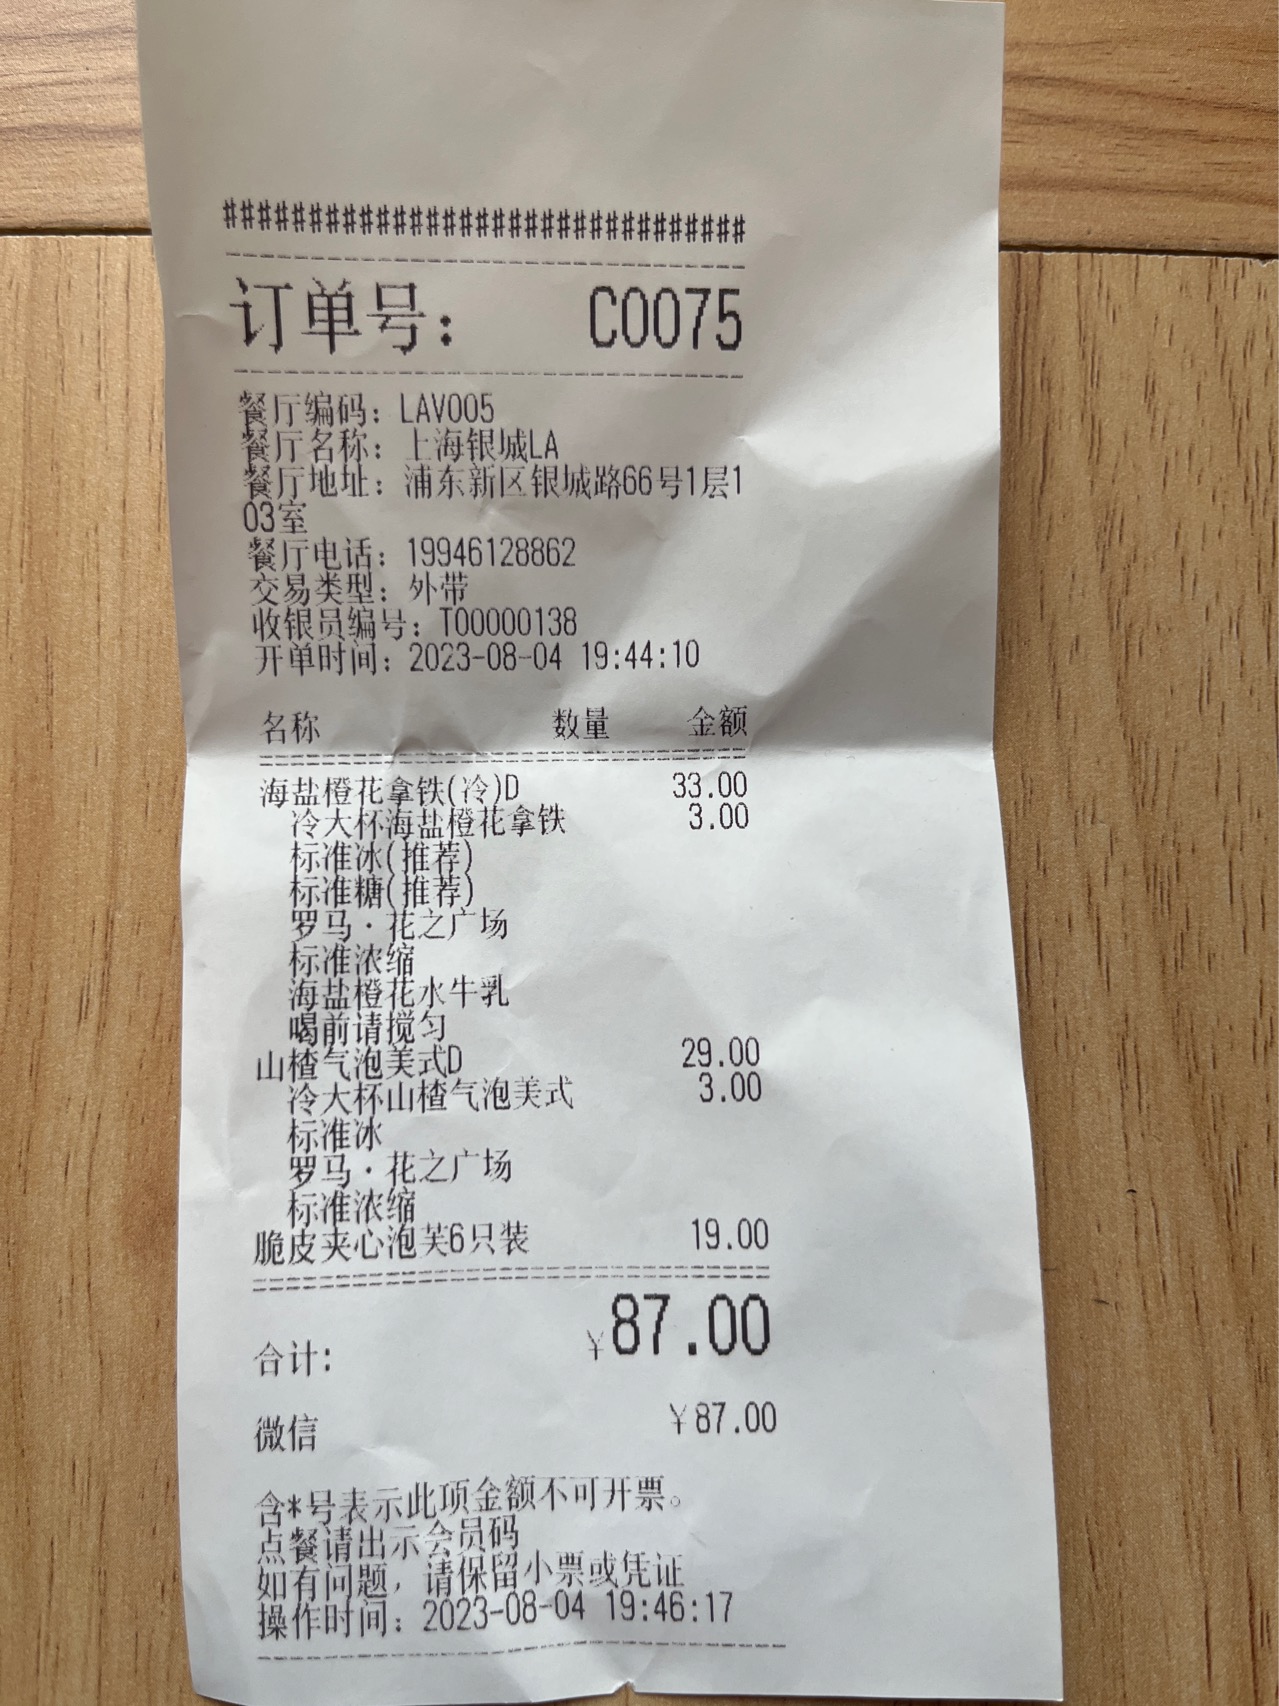 ################################
订单号: C0075
餐厅编码: LAV005
餐厅名称: 上海银城LA
餐厅地址: 浦东新区银城路66号1层1
03室
餐厅电话: 19946128862
交易类型: 外带
收银员编号: T00000138
开单时间: 2023-08-04 19:44:10
名称 数量 金额
海盐橙花拿铁(冷)D 33.00
冷大杯海盐橙花拿铁 3.00
标准冰(推荐)
标准糖(推荐)
罗马·花之广场
标准浓缩
海盐橙花水牛乳
喝前请搅匀
山楂气泡美式D 29.00
冷大杯山楂气泡美式 3.00
标准冰
罗马·花之广场
标准浓缩
脆皮夹心泡芙6只装 19.00
合计: ¥87.00
微信 ¥87.00
含*号表示此项金额不可开票。
点餐请出示会员码
如有问题，请保留小票或凭证
操作时间: 2023-08-04 19:46:17